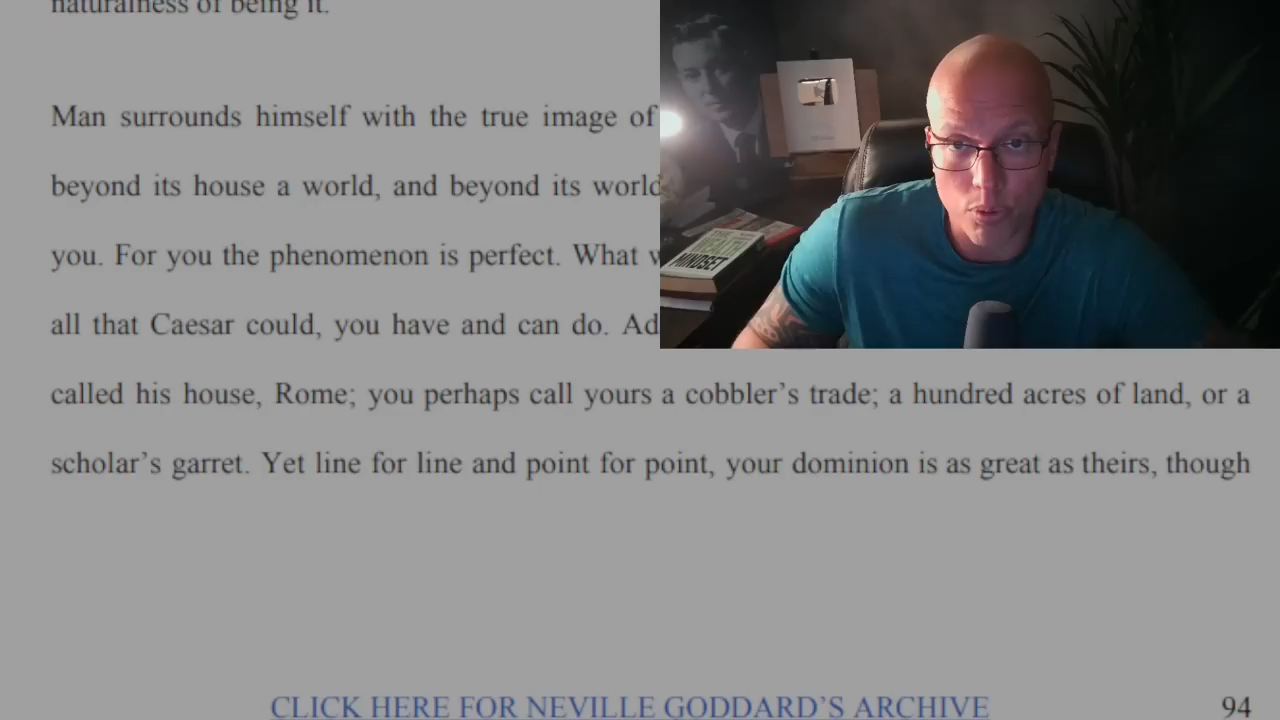 naturalness of being it.
Man surrounds himself with the true image of
beyond its house a world, and beyond its world
you. For you the phenomenon is perfect. What
all that Caesar could, you have and can do. Ad
called his house, Rome; you perhaps call yours a cobbler’s trade; a hundred acres of land, or a
scholar’s garret. Yet line for line and point for point, your dominion is as great as theirs, though
MINDSET
CLICK HERE FOR NEVILLE GODDARD’S ARCHIVE
94